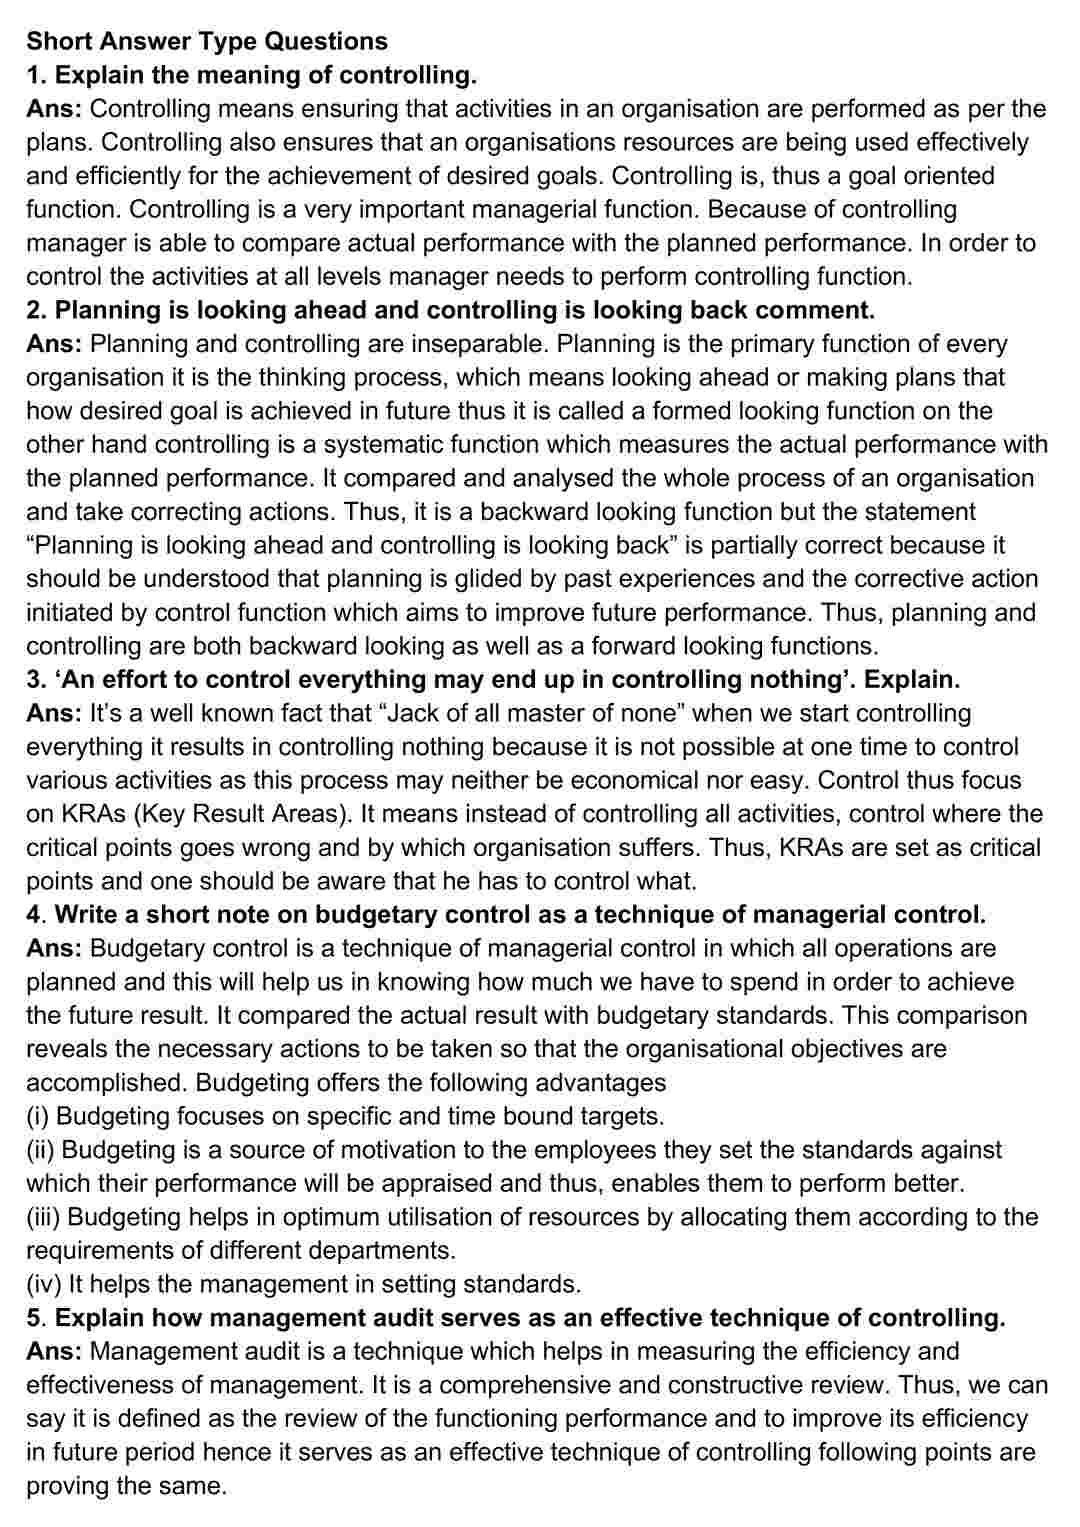 Short Answer Type Questions
1. Explain the meaning of controlling.
Ans: Controlling means ensuring that activities in an organisation are performed as per the
plans. Controlling also ensures that an organisations resources are being used effectively
and efficiently for the achievement of desired goals. Controlling is, thus a goal oriented
function. Controlling is a very important managerial function. Because of controlling
manager is able to compare actual performance with the planned performance. In order to
control the activities at all levels manager needs to perform controlling function.
2. Planning is looking ahead and controlling is looking back comment.
Ans: Planning and controlling are inseparable. Planning is the primary function of every
organisation it is the thinking process, which means looking ahead or making plans that
how desired goal is achieved in future thus it is called a formed looking function on the
other hand controlling is a systematic function which measures the actual performance with
the planned performance. It compared and analysed the whole process of an organisation
and take correcting actions. Thus, it is a backward looking function but the statement
“Planning is looking ahead and controlling is looking back” is partially correct because it
should be understood that planning is glided by past experiences and the corrective action
initiated by control function which aims to improve future performance. Thus, planning and
controlling are both backward looking as well as a forward looking functions.
3. ‘An effort to control everything may end up in controlling nothing’. Explain.
Ans: It’s a well known fact that “Jack of all master of none” when we start controlling
everything it results in controlling nothing because it is not possible at one time to control
various activities as this process may neither be economical nor easy. Control thus focus
on KRAs (Key Result Areas). It means instead of controlling all activities, control where the
critical points goes wrong and by which organisation suffers. Thus, KRAs are set as critical
points and one should be aware that he has to control what.
4. Write a short note on budgetary control as a technique of managerial control.
Ans: Budgetary control is a technique of managerial control in which all operations are
planned and this will help us in knowing how much we have to spend in order to achieve
the future result. It compared the actual result with budgetary standards. This comparison
reveals the necessary actions to be taken so that the organisational objectives are
accomplished. Budgeting offers the following advantages
(i) Budgeting focuses on specific and time bound targets.
(ii) Budgeting is a source of motivation to the employees they set the standards against
which their performance will be appraised and thus, enables them to perform better.
(iii) Budgeting helps in optimum utilisation of resources by allocating them according to the
requirements of different departments.
(iv) It helps the management in setting standards.
5. Explain how management audit serves as an effective technique of controlling.
Ans: Management audit is a technique which helps in measuring the efficiency and
effectiveness of management. It is a comprehensive and constructive review. Thus, we can
say it is defined as the review of the functioning performance and to improve its efficiency
in future period hence it serves as an effective technique of controlling following points are
proving the same.